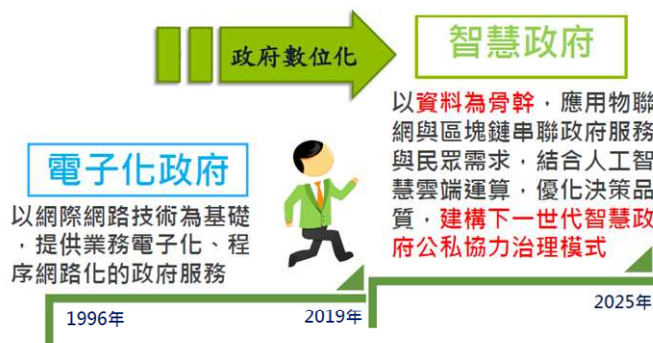 政府數位化
智慧政府
以資料為骨幹，應用物聯
網與區塊鏈串聯政府服務
與民眾需求，結合人工智
慧雲端運算，優化決策品
質，建構下一世代智慧政
府公私協力治理模式
電子化政府
以網際網路技術為基礎
，提供業務電子化、程
序網路化的政府服務
1996年
2019年
2025年